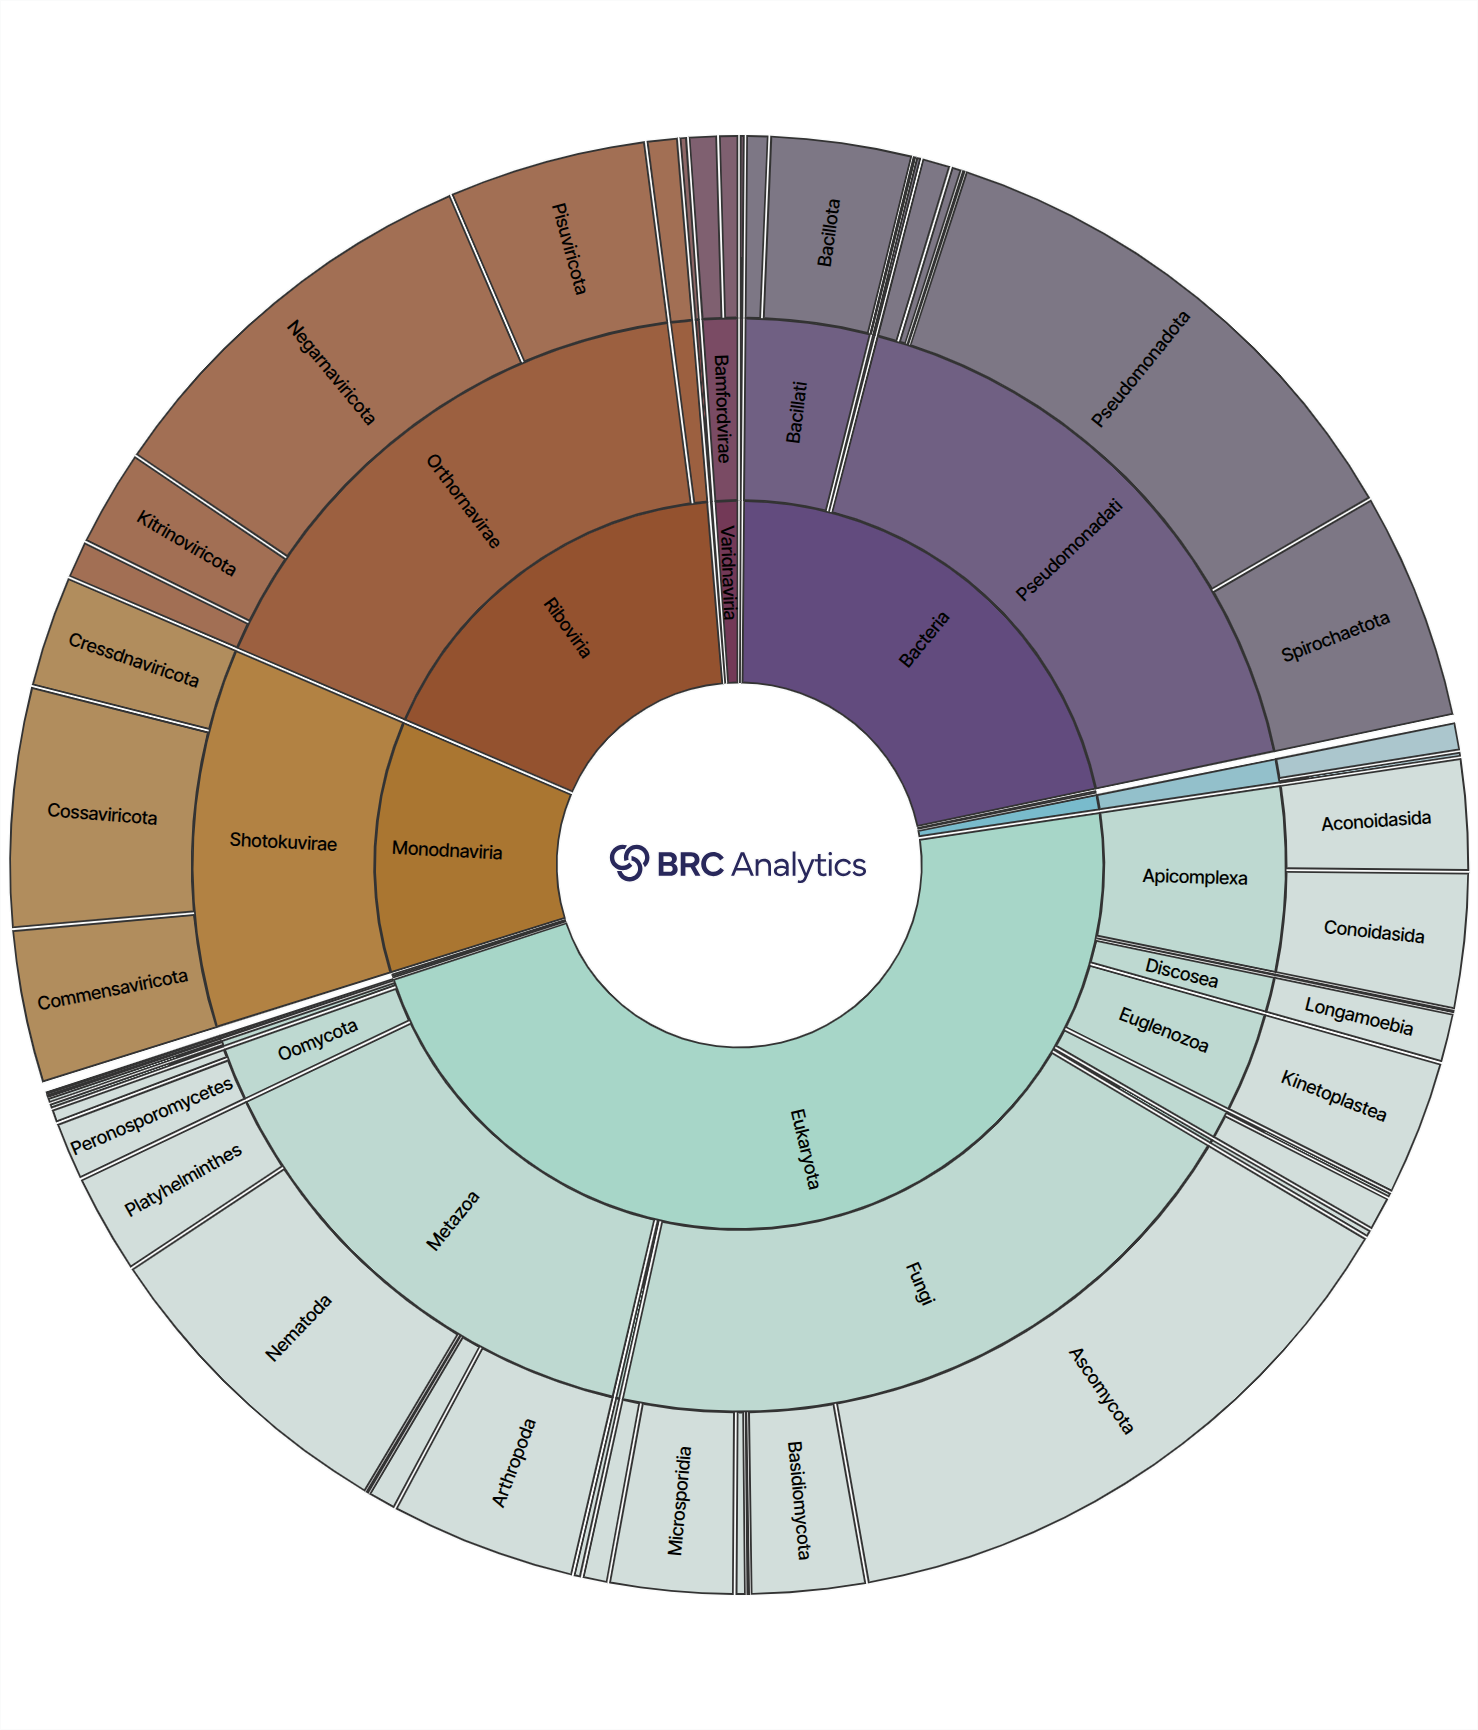 BRC Analytics
Bacteria
Bacillati
Bacillota
Pseudomonadati
Pseudomonadota
Spirochaetota
Eukaryota
Apicomplexa
Aconoidasida
Conoidasida
Discosea
Longamoebia
Euglenozoa
Kinetoplastea
Fungi
Ascomycota
Basidiomycota
Microsporidia
Metazoa
Arthropoda
Nematoda
Platyhelminthes
Oomycota
Peronosporomycetes
Monodnaviria
Shotokuvirae
Commensaviricota
Cossaviricota
Cressdnaviricota
Riboviria
Orthornavirae
Kitrinoviricota
Negarnaviricota
Pisuviricota
Varidnaviria
Bamfordvirae